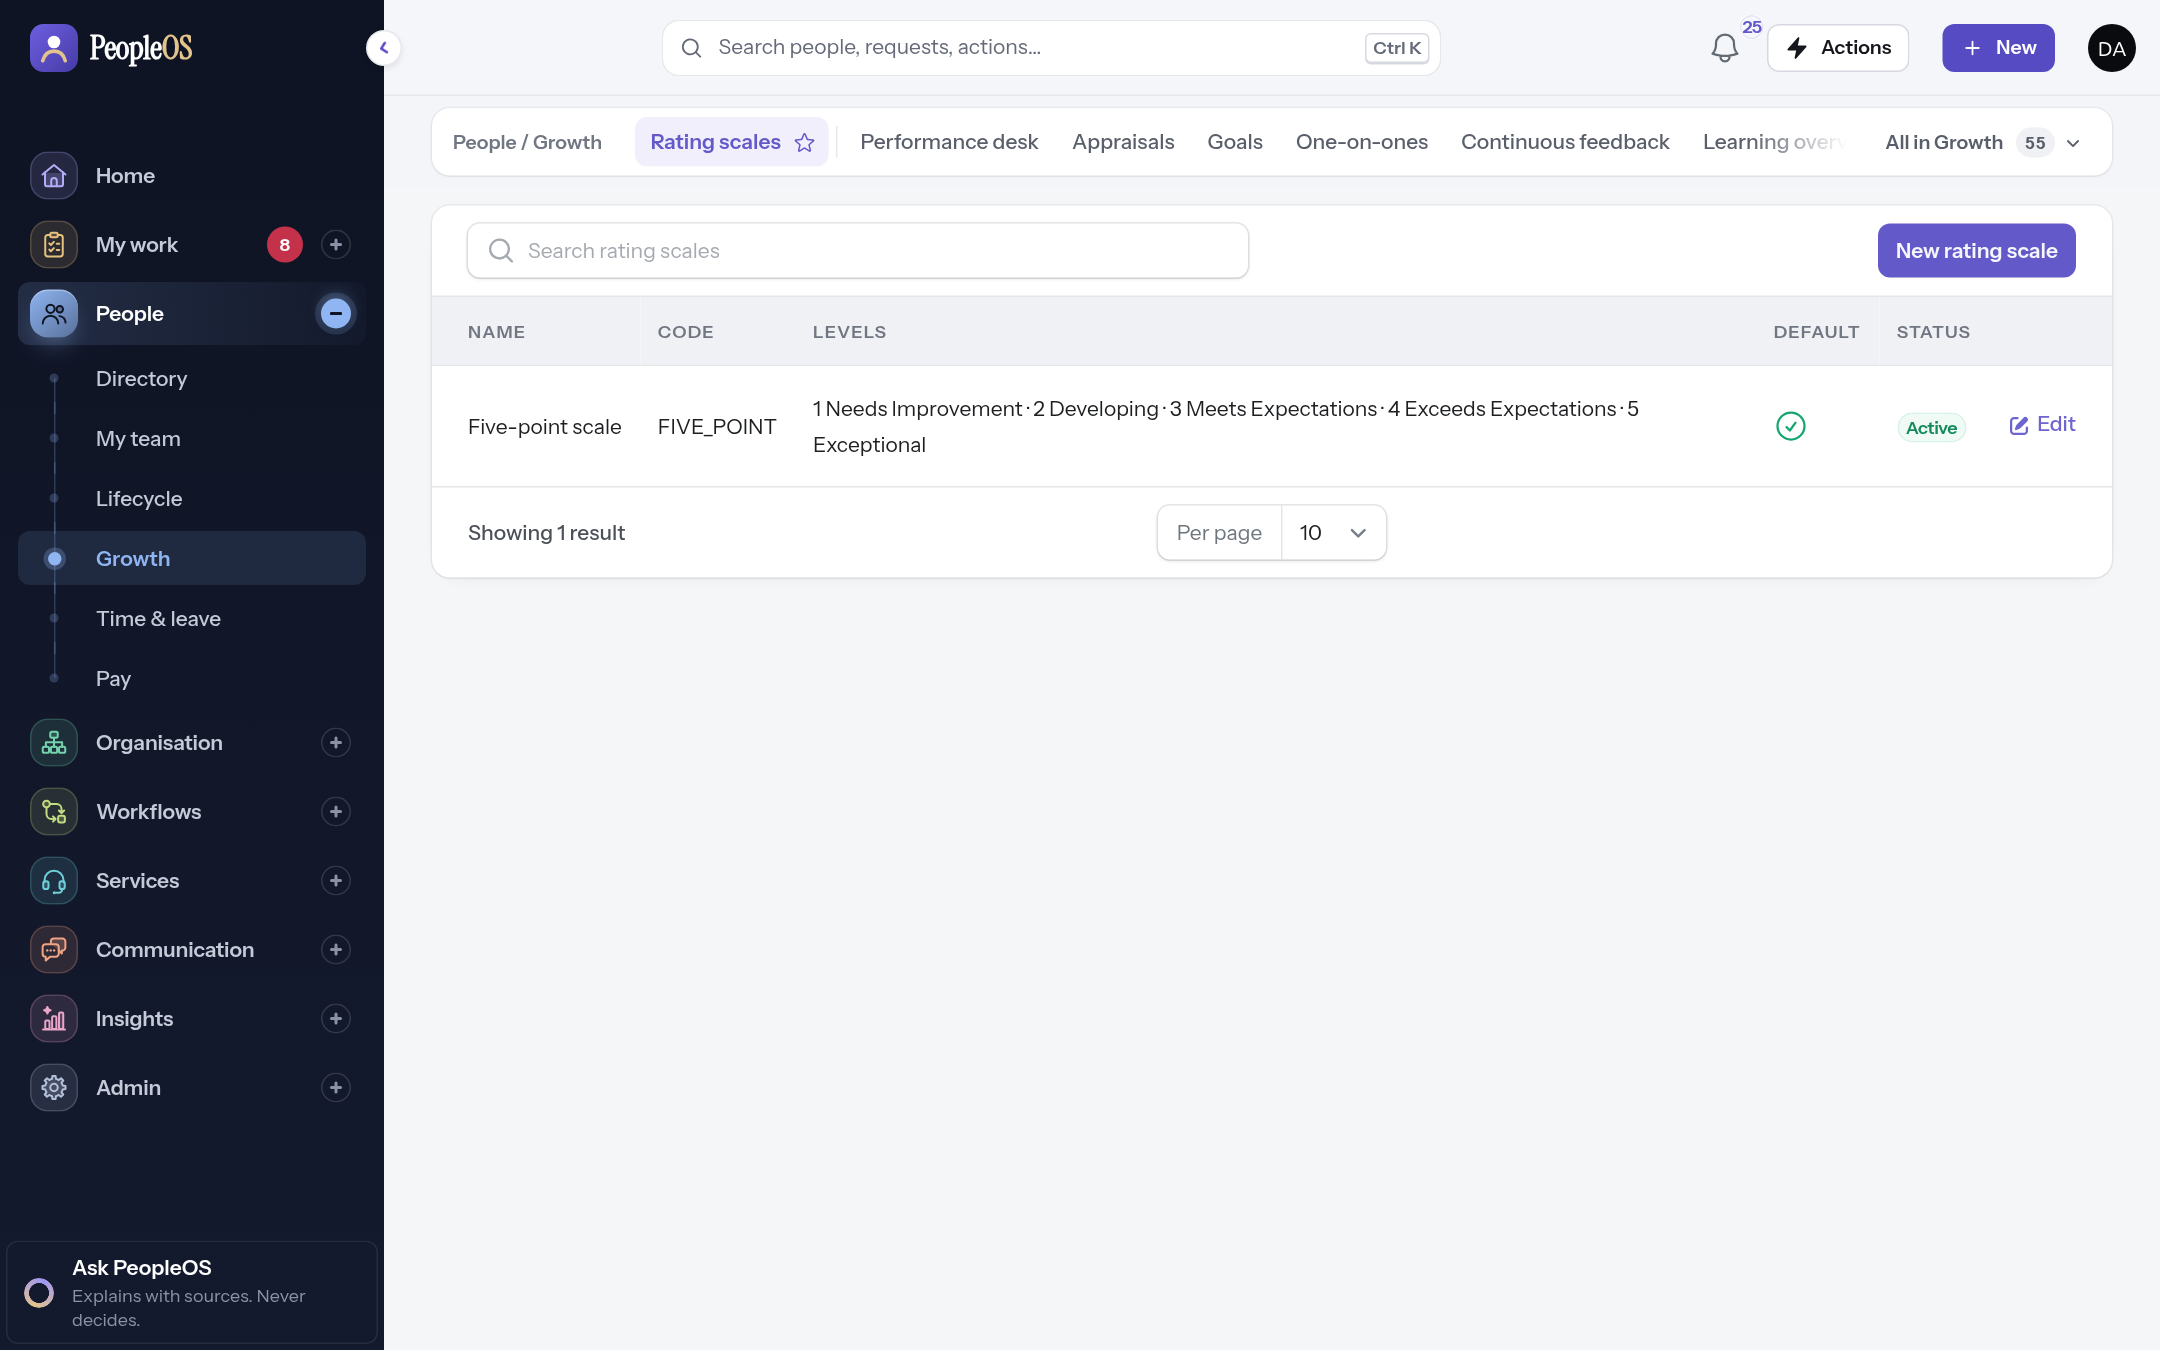 PeopleOS
Search people, requests, actions...
Ctrl K
25
Actions
New
DA
Home
My work
8
People
Directory
My team
Lifecycle
Growth
Time & leave
Pay
Organisation
Workflows
Services
Communication
Insights
Admin
Ask PeopleOS
Explains with sources. Never
decides.
People / Growth
Rating scales
Performance desk
Appraisals
Goals
One-on-ones
Continuous feedback
Learning over
All in Growth
55
Search rating scales
New rating scale
NAME CODE LEVELS DEFAULT STATUS
Five-point scale
FIVE_POINT
1 Needs Improvement · 2 Developing · 3 Meets Expectations · 4 Exceeds Expectations · 5
Exceptional
Active
Edit
Showing 1 result
Per page
10